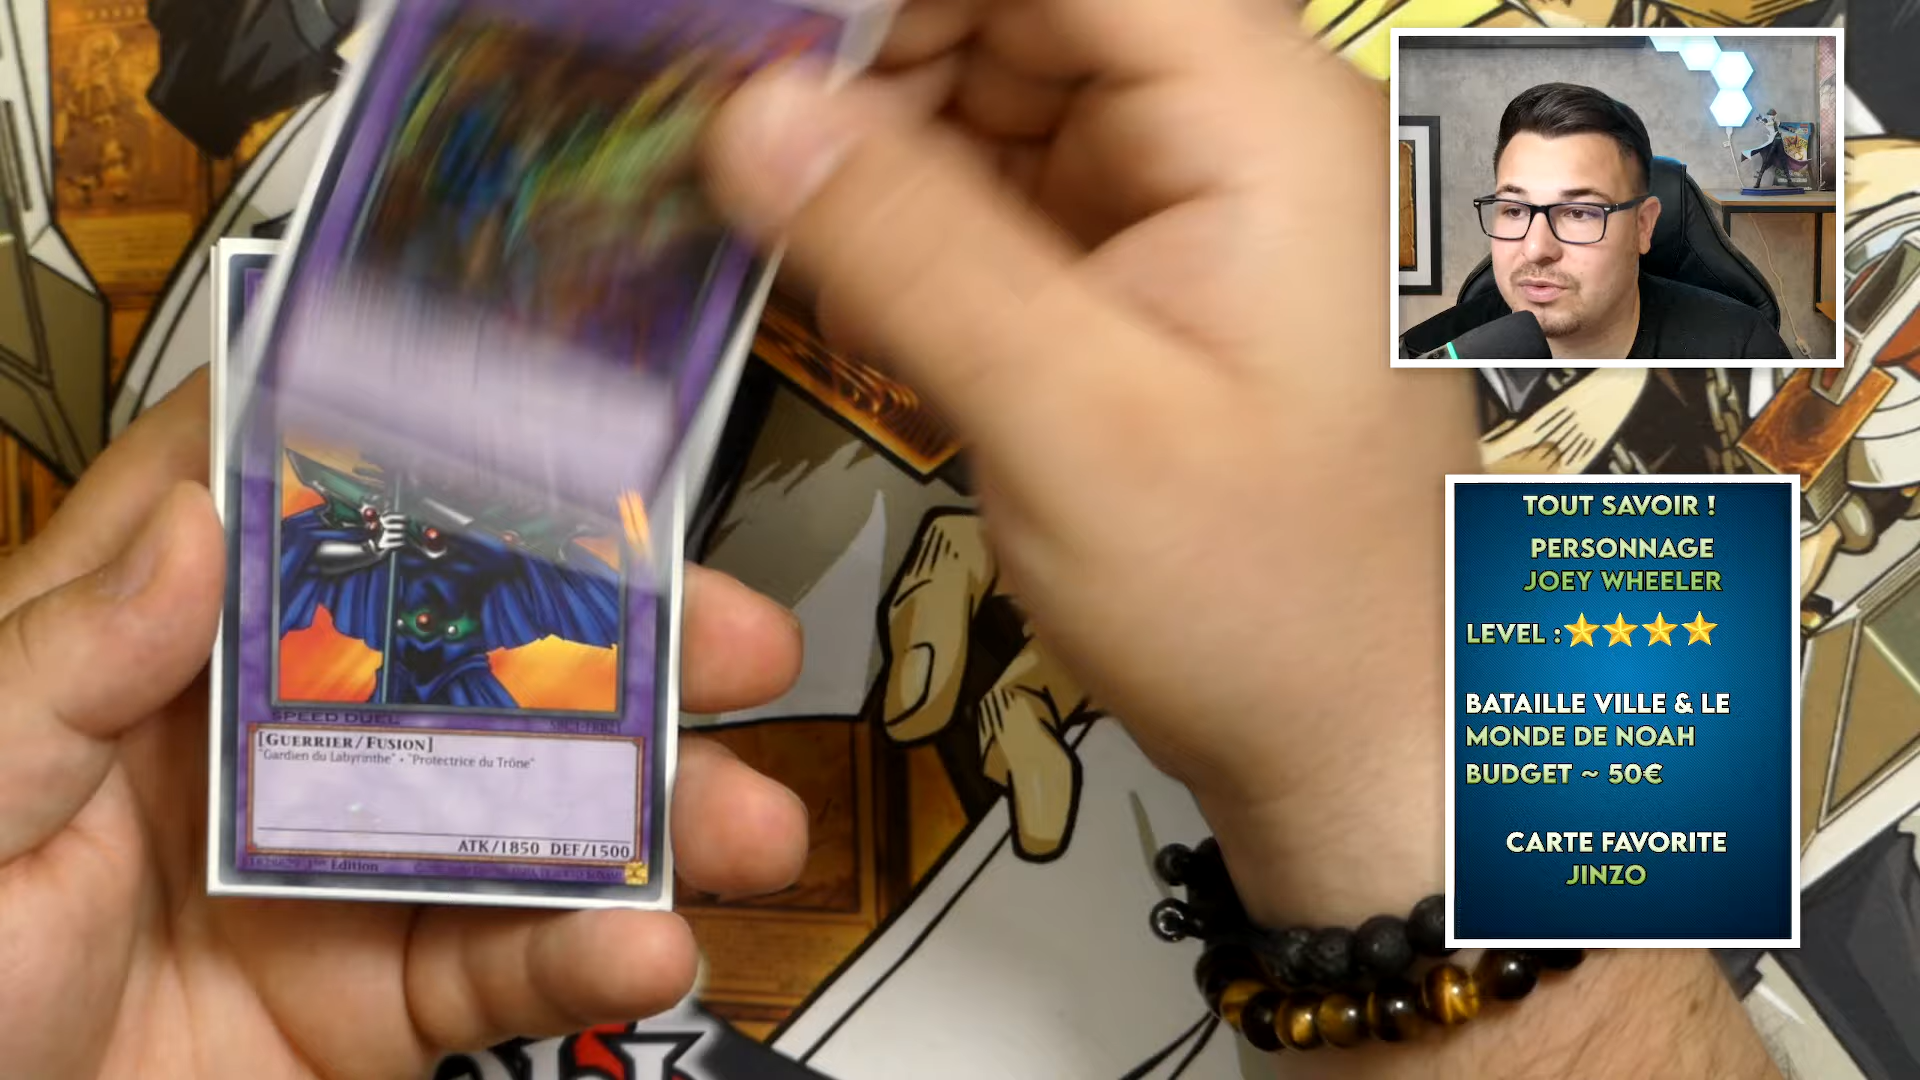 SPEED DUEL
[GUERRIER/FUSION]
"Gardien du Labyrinthe" + "Protectrice du Trône"
ATK/1850 DEF/1500
1re Edition
TOUT SAVOIR !
PERSONNAGE
JOEY WHEELER
LEVEL :
BATAILLE VILLE & LE
MONDE DE NOAH
BUDGET ~ 50€
CARTE FAVORITE
JINZO